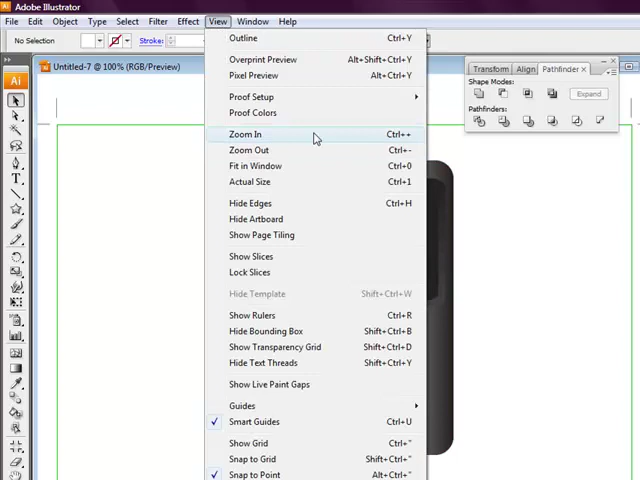 Adobe Illustrator
File Edit Object Type Select Filter Effect View Window Help
No Selection Stroke:
Untitled-7 @ 100% (RGB/Preview)
Ai
Outline Ctrl+Y
Overprint Preview Alt+Shift+Ctrl+Y
Pixel Preview Alt+Ctrl+Y
Proof Setup
Proof Colors
Zoom In Ctrl++
Zoom Out Ctrl+-
Fit in Window Ctrl+0
Actual Size Ctrl+1
Hide Edges Ctrl+H
Hide Artboard
Show Page Tiling
Show Slices
Lock Slices
Hide Template Shift+Ctrl+W
Show Rulers Ctrl+R
Hide Bounding Box Shift+Ctrl+B
Show Transparency Grid Shift+Ctrl+D
Hide Text Threads Shift+Ctrl+Y
Show Live Paint Gaps
Guides
Smart Guides Ctrl+U
Show Grid Ctrl+"
Snap to Grid Shift+Ctrl+"
Snap to Point Alt+Ctrl+"
Transform Align Pathfinder ×
Shape Modes:
Expand
Pathfinders: